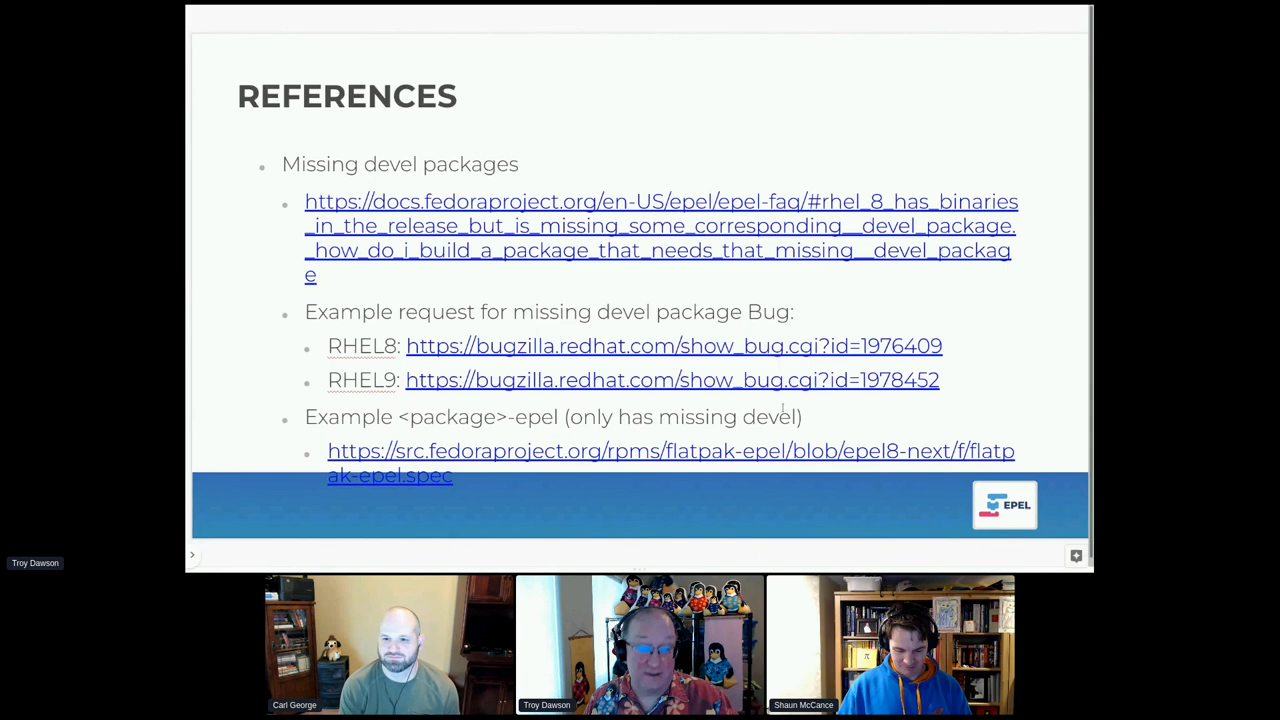 REFERENCES
Missing devel packages
https://docs.fedoraproject.org/en-US/epel/epel-faq/#rhel_8_has_binaries
_in_the_release_but_is_missing_some_corresponding__devel_package.
_how_do_i_build_a_package_that_needs_that_missing__devel_packag
e
Example request for missing devel package Bug:
RHEL8: https://bugzilla.redhat.com/show_bug.cgi?id=1976409
RHEL9: https://bugzilla.redhat.com/show_bug.cgi?id=1978452
Example <package>-epel (only has missing devel)
https://src.fedoraproject.org/rpms/flatpak-epel/blob/epel8-next/f/flatp
ak-epel.spec
EPEL
Troy Dawson
Carl George
Troy Dawson
Shaun McCance